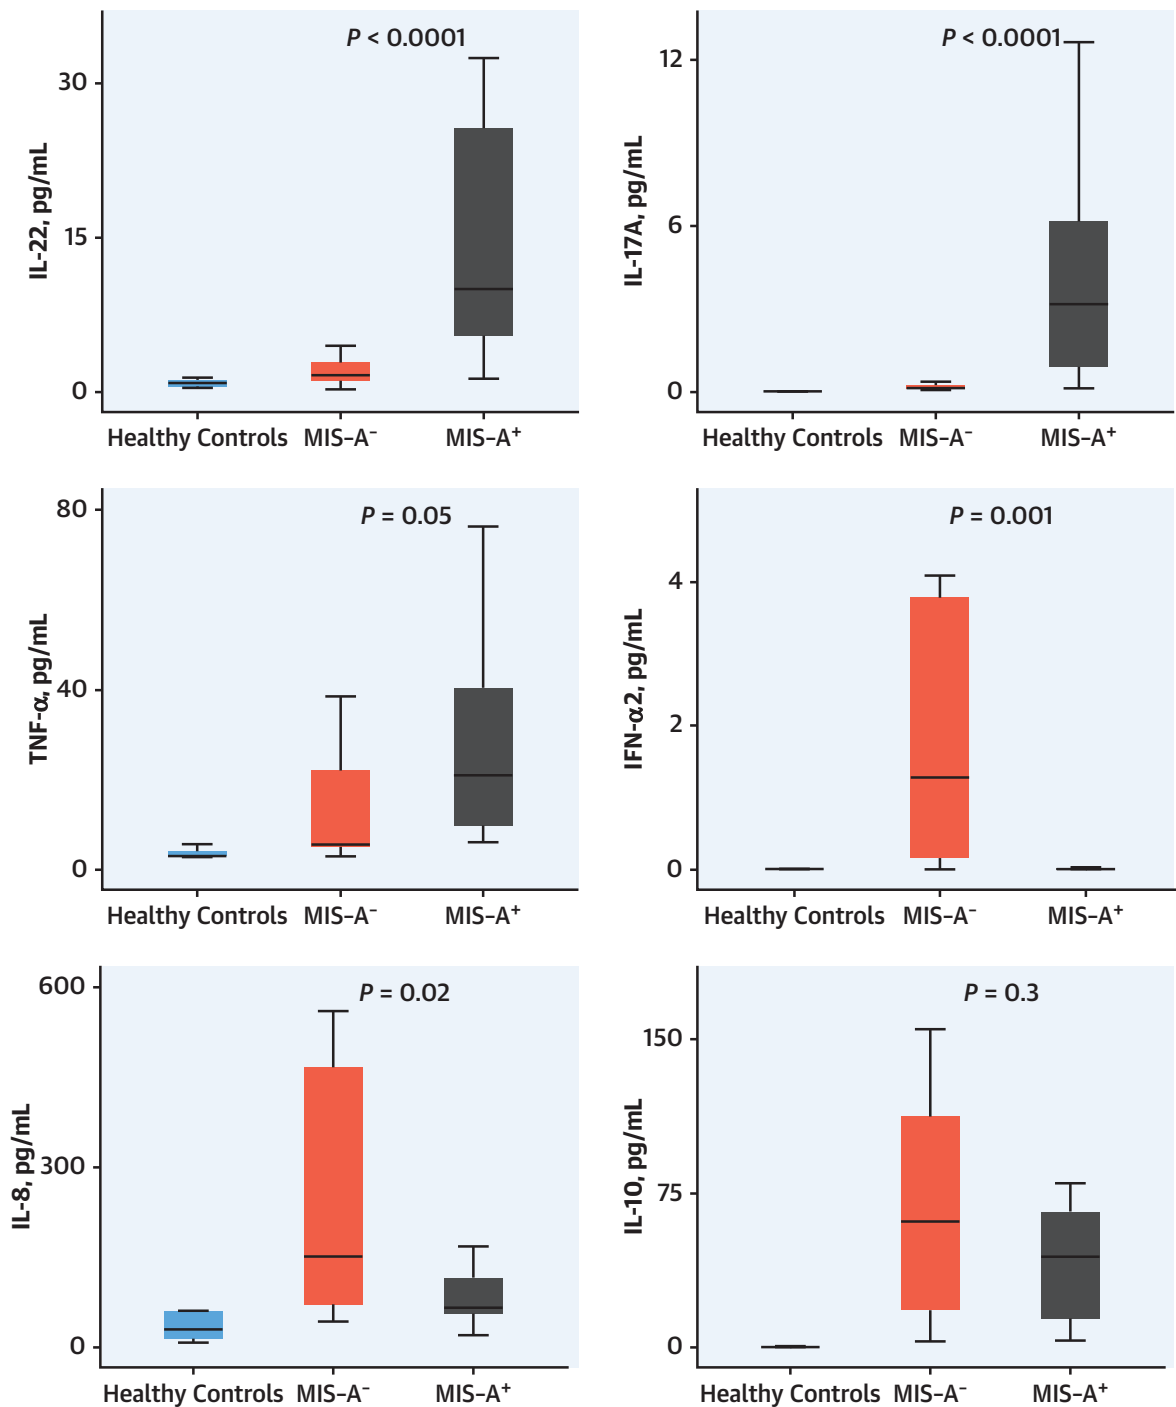 P < 0.0001
IL-22, pg/mL
30
15
0
Healthy Controls MIS-A⁻ MIS-A⁺
P < 0.0001
IL-17A, pg/mL
12
6
0
Healthy Controls MIS-A⁻ MIS-A⁺
P = 0.05
TNF-α, pg/mL
80
40
0
Healthy Controls MIS-A⁻ MIS-A⁺
P = 0.001
IFN-α2, pg/mL
4
2
0
Healthy Controls MIS-A⁻ MIS-A⁺
P = 0.02
IL-8, pg/mL
600
300
0
Healthy Controls MIS-A⁻ MIS-A⁺
P = 0.3
IL-10, pg/mL
150
75
0
Healthy Controls MIS-A⁻ MIS-A⁺